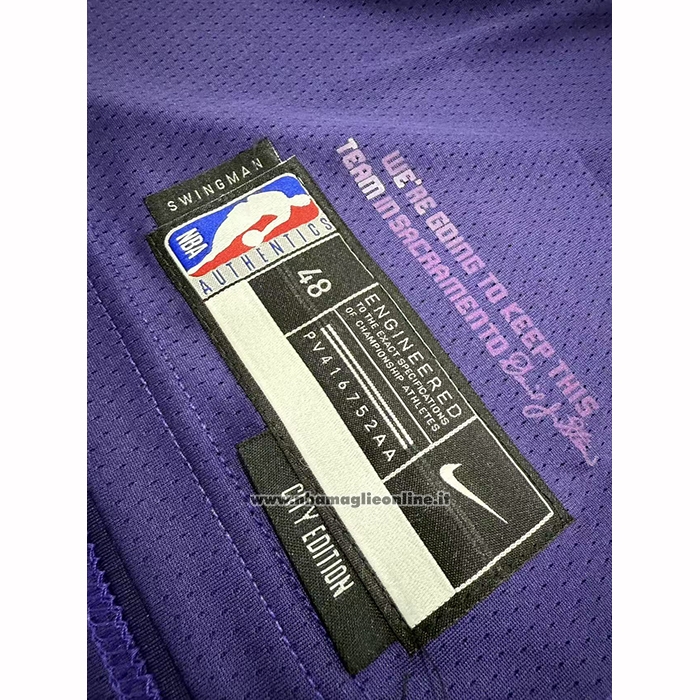 SWINGMAN
NBA
AUTHENTICS
48
ENGINEERED
TO THE EXACT SPECIFICATIONS
OF CHAMPIONSHIP ATHLETES
PV416752AA
CITY EDITION
WE'RE GOING TO KEEP THIS
TEAM IN SACRAMENTO
www.nbamaglieonline.it